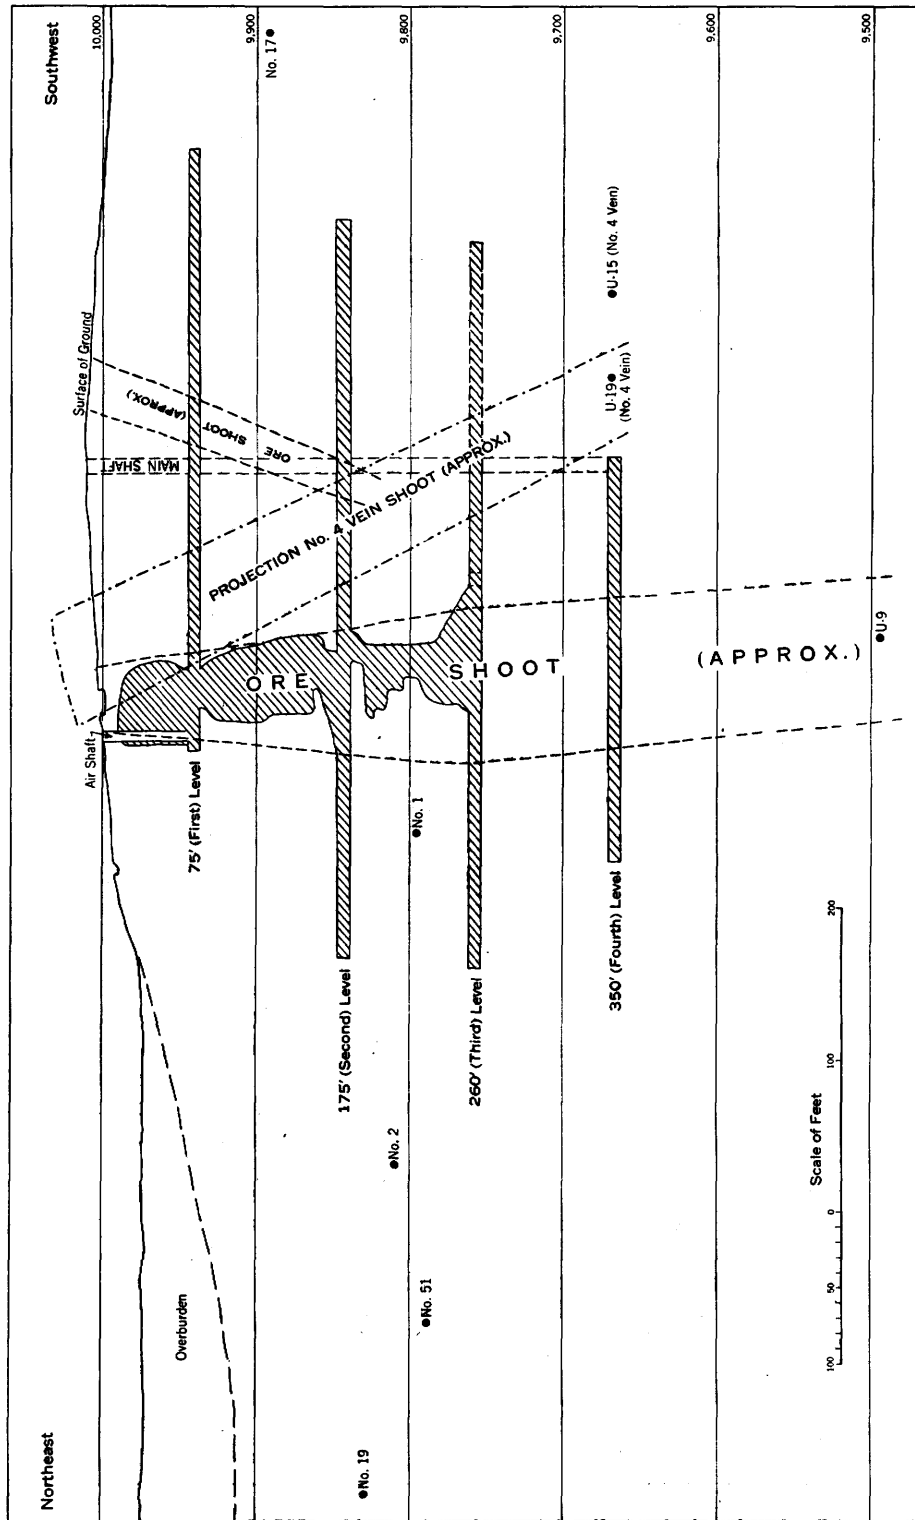 Northeast
Southwest
10,000
9,900
9,800
9,700
9,600
9,500
Surface of Ground
Air Shaft
MAIN SHAFT
ORE SHOOT
(APPROX.)
No. 17
Overburden
75' (First) Level
PROJECTION No. 4 VEIN SHOOT (APPROX.)
ORE SHOOT (APPROX.)
175' (Second) Level
No. 19
No. 51
No. 2
No. 1
260' (Third) Level
350' (Fourth) Level
U-19
(No. 4 Vein)
U-15 (No. 4 Vein)
U-9
100 50 0 100 200
Scale of Feet